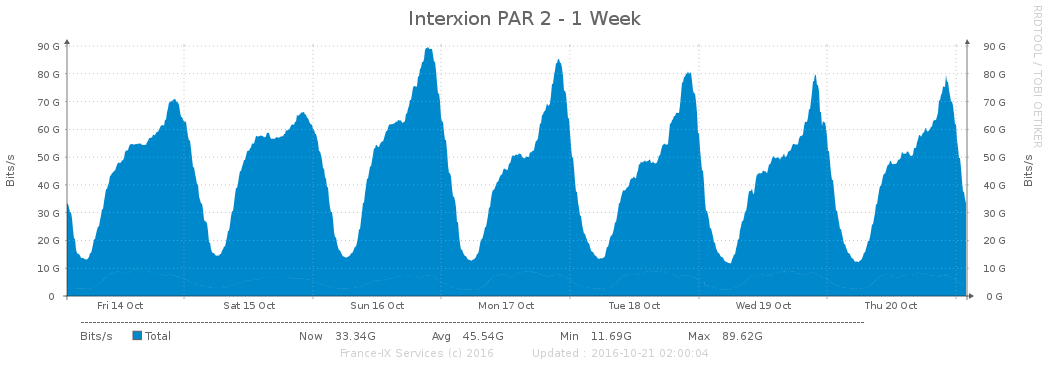 Interxion PAR 2 - 1 Week
RRDTOOL / TOBI OETIKER
Bits/s
90 G
80 G
70 G
60 G
50 G
40 G
30 G
20 G
10 G
0
90 G
80 G
70 G
60 G
50 G
40 G
30 G
20 G
10 G
0 G
Bits/s
Fri 14 Oct Sat 15 Oct Sun 16 Oct Mon 17 Oct Tue 18 Oct Wed 19 Oct Thu 20 Oct
Bits/s Total Now 33.34G Avg 45.54G Min 11.69G Max 89.62G
France-IX Services (c) 2016 Updated : 2016-10-21 02:00:04